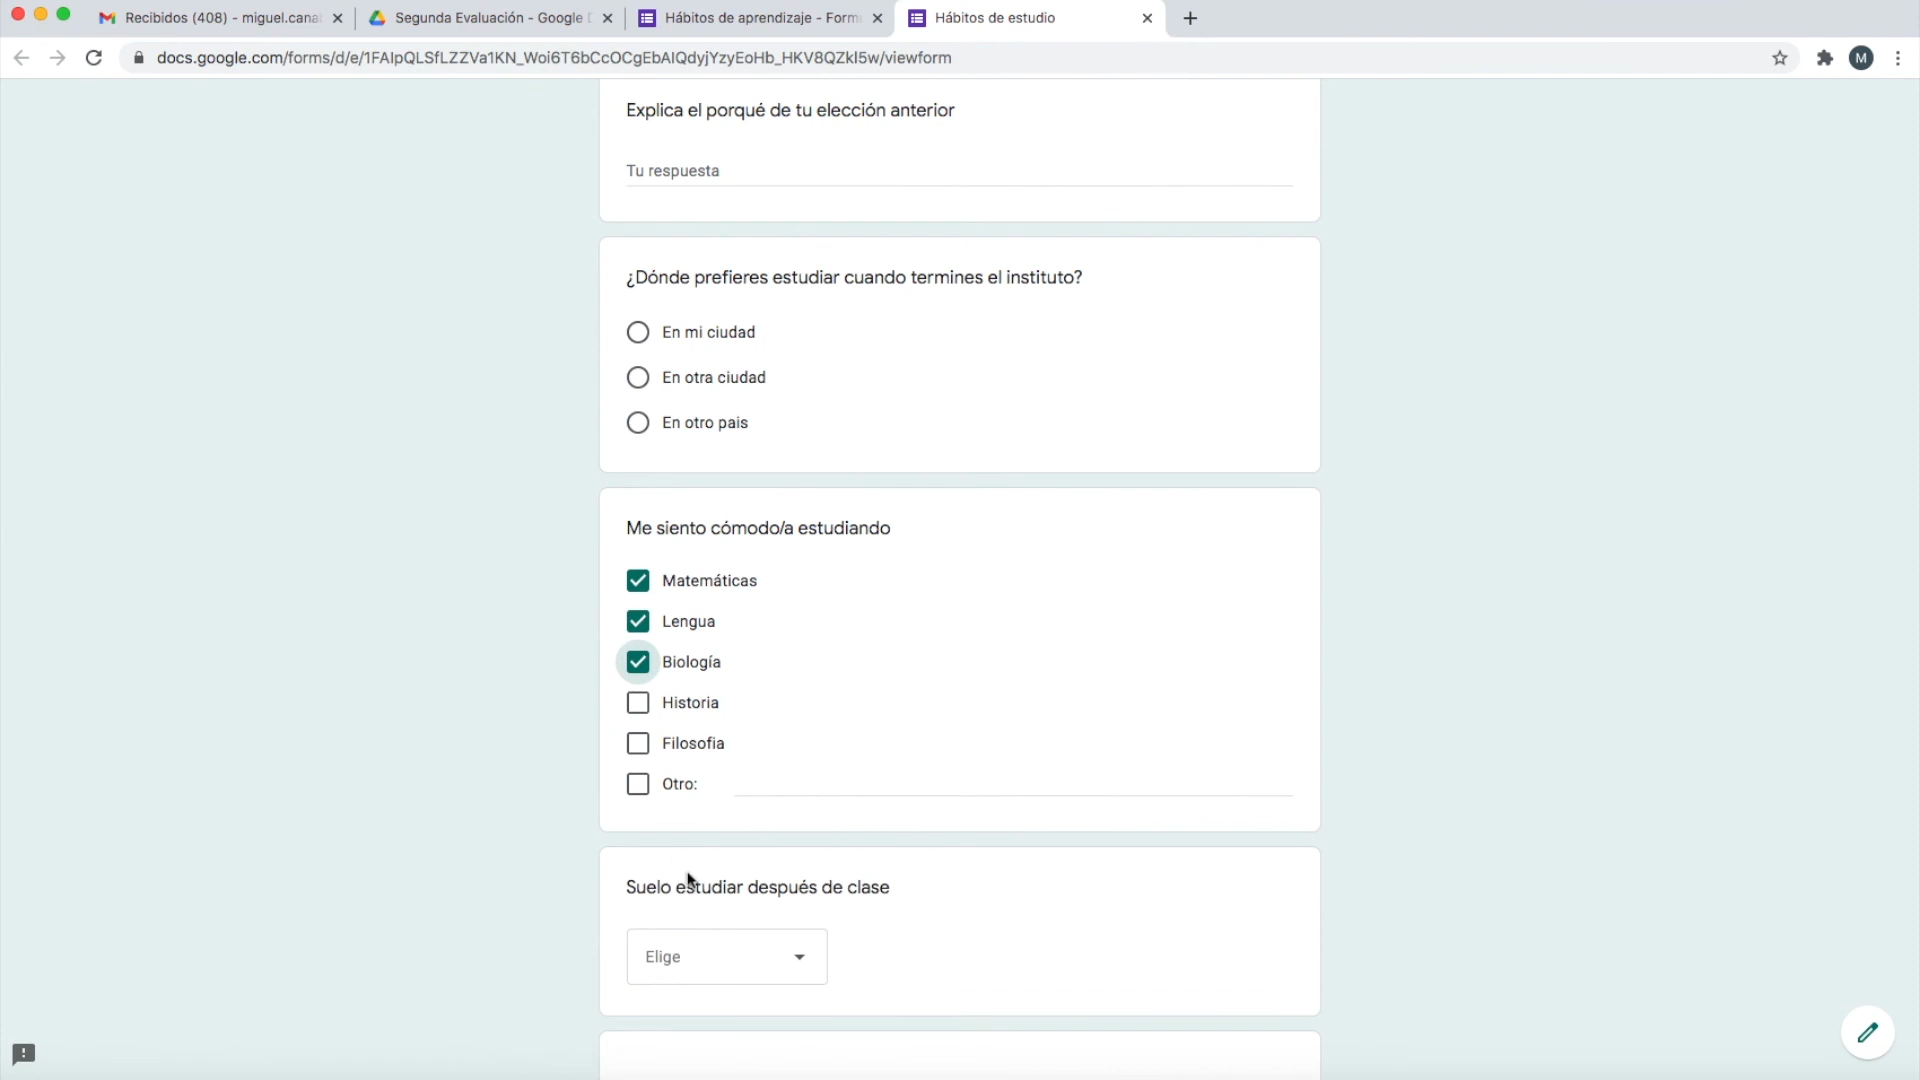 Recibidos (408) - miguel.cana
Segunda Evaluación - Google D
Hábitos de aprendizaje - Form
Hábitos de estudio
docs.google.com/forms/d/e/1FAIpQLSfLZZVa1KN_Woi6T6bCcOCgEbAIQdyjYzyEoHb_HKV8QZkl5w/viewform
M
Explica el porqué de tu elección anterior
Tu respuesta
¿Dónde prefieres estudiar cuando termines el instituto?
En mi ciudad
En otra ciudad
En otro pais
Me siento cómodo/a estudiando
Matemáticas
Lengua
Biología
Historia
Filosofia
Otro:
Suelo estudiar después de clase
Elige